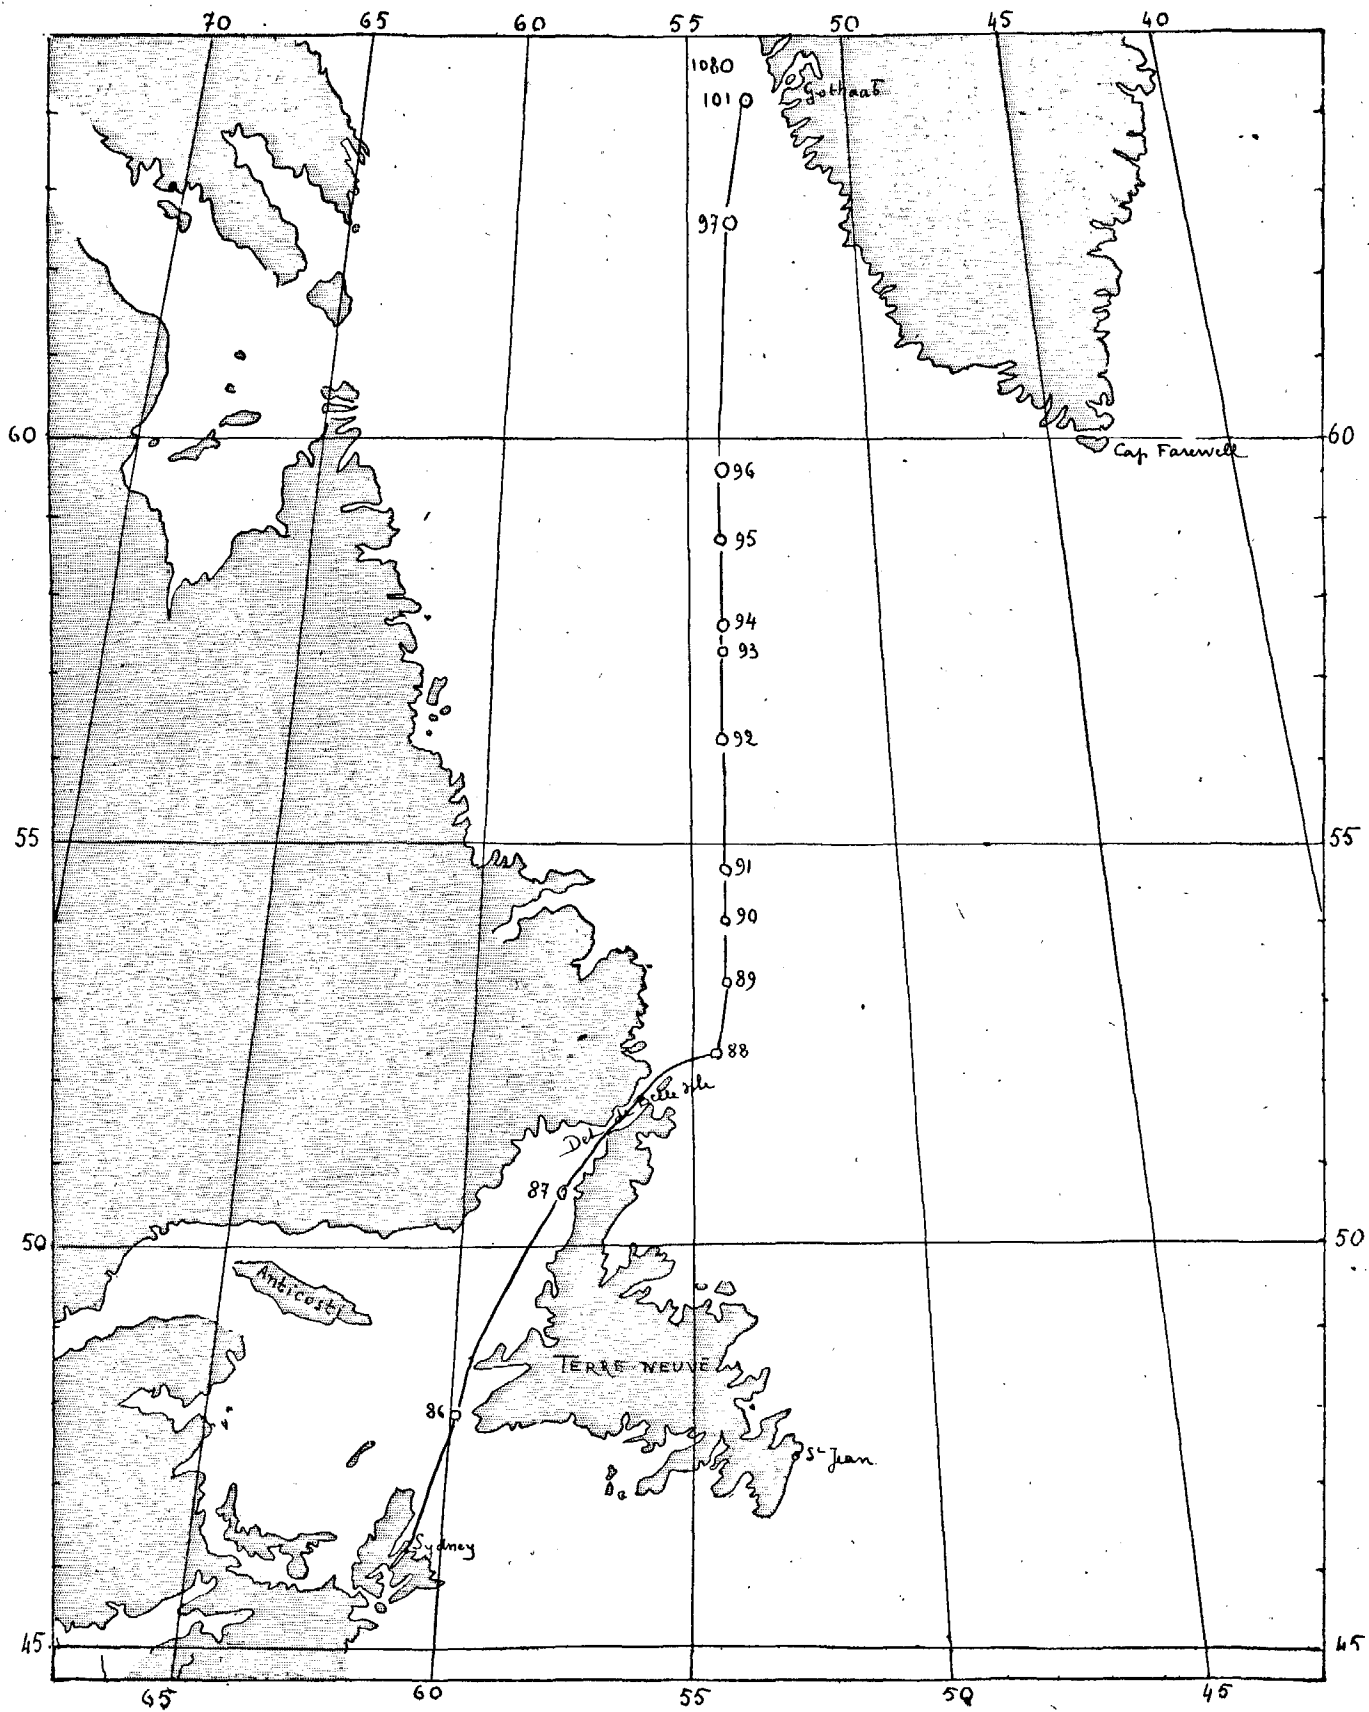 70 65 60 55 50 45 40
1080
101
Gothaab
97
60 60
Cap Farewell
96
95
94
93
92
55 55
91
90
89
88
Det de Belle Isle
87
50 50
Anticosti
TERRE NEUVE
86
St Jean
Sydney
45 45
65 60 55 50 45